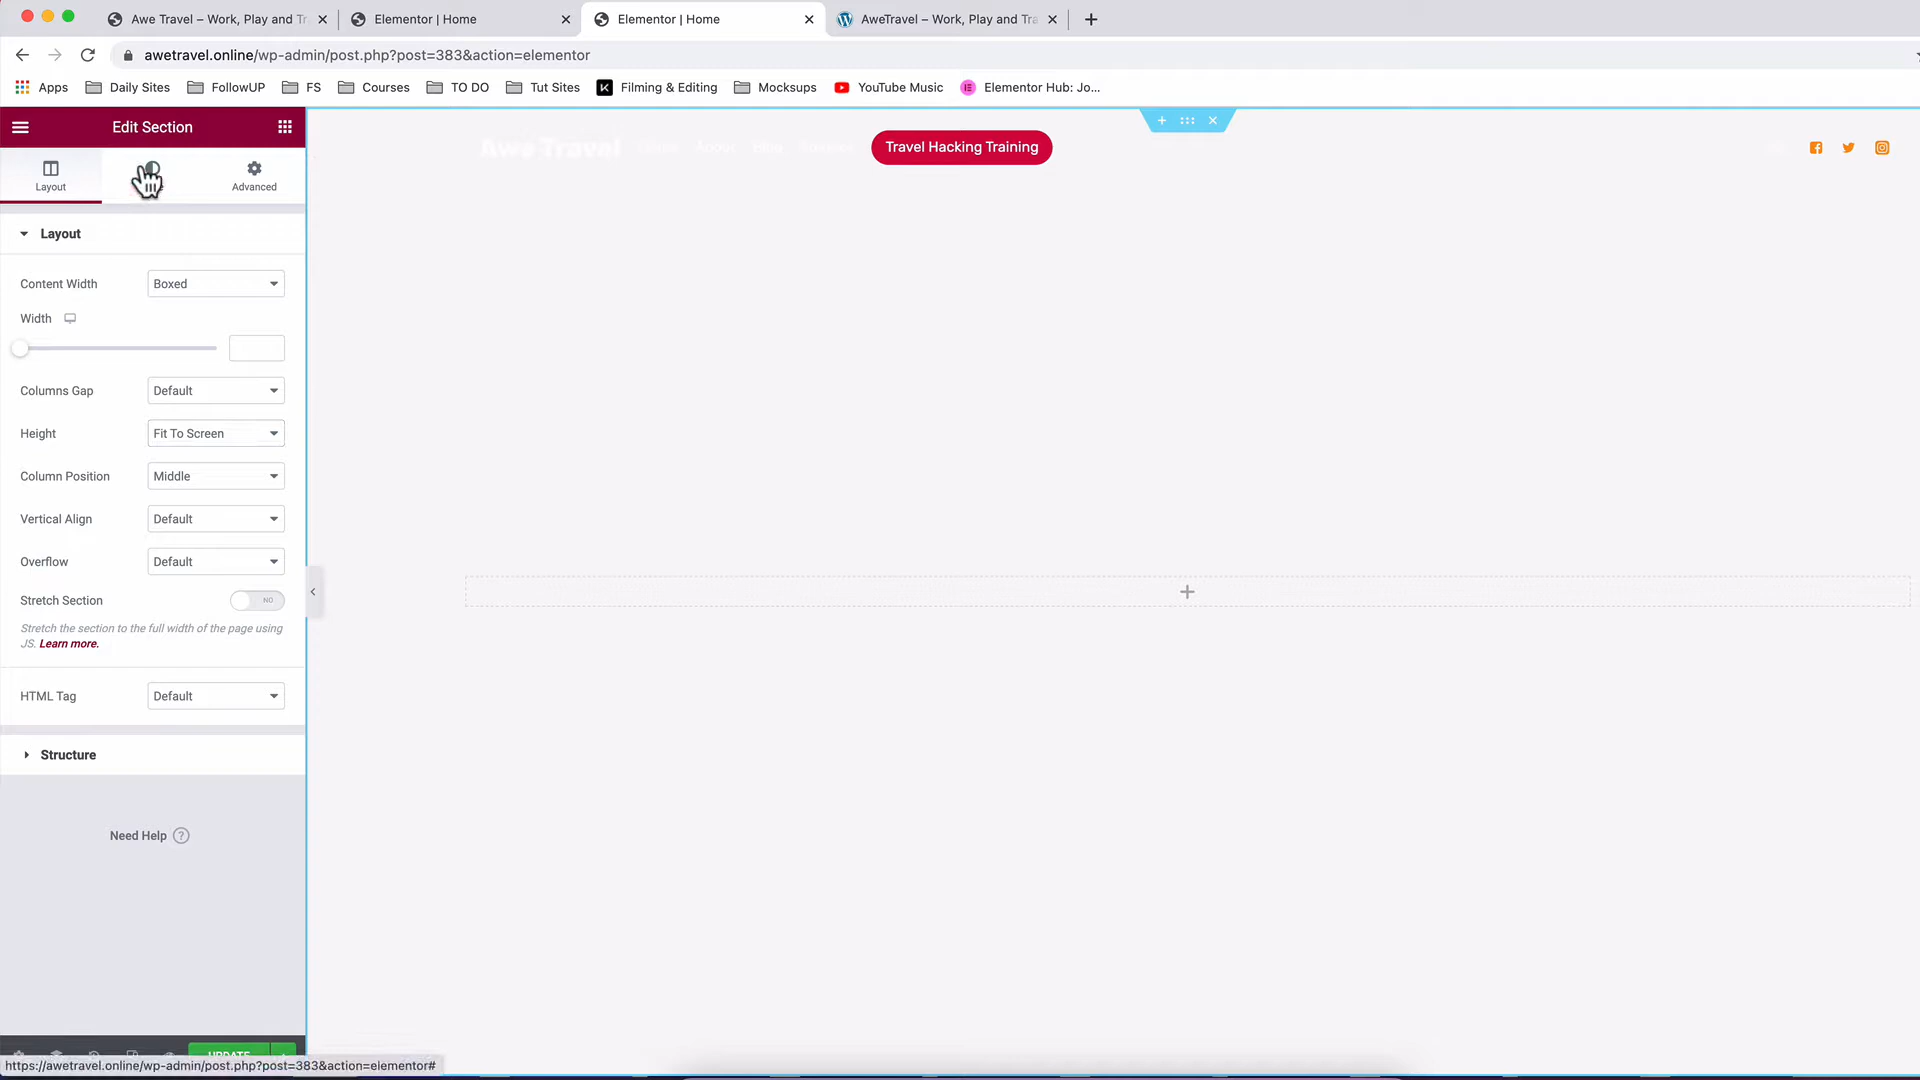 Awe Travel – Work, Play and Tr
Elementor | Home
Elementor | Home
AweTravel – Work, Play and Tra
awetravel.online/wp-admin/post.php?post=383&action=elementor
Apps
Daily Sites
FollowUP
FS
Courses
TO DO
Tut Sites
Filming & Editing
Mocksups
YouTube Music
Elementor Hub: Jo...
Edit Section
Awe Travel
About
Blog
Travel Hacking Training
Layout
Advanced
Layout
Content Width
Boxed
Width
Columns Gap
Default
Height
Fit To Screen
Column Position
Middle
Vertical Align
Default
Overflow
Default
Stretch Section
NO
Stretch the section to the full width of the page using
JS. Learn more.
HTML Tag
Default
Structure
Need Help
UPDATE
https://awetravel.online/wp-admin/post.php?post=383&action=elementor#